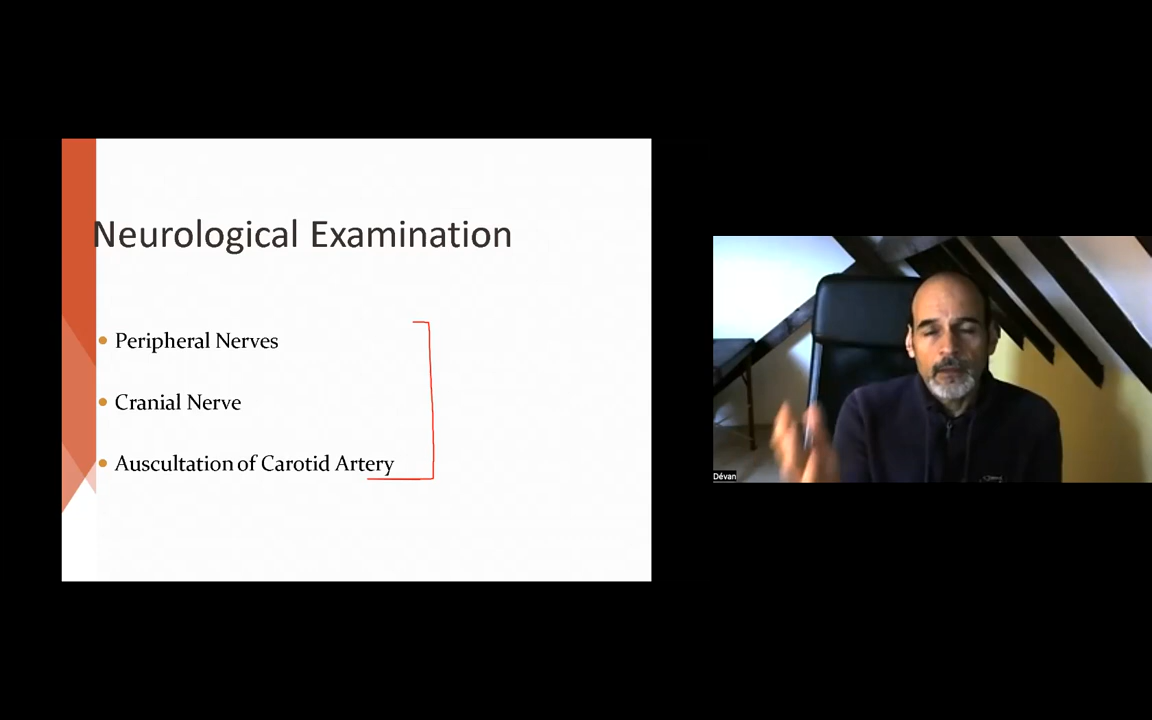 Neurological Examination
Peripheral Nerves
Cranial Nerve
Auscultation of Carotid Artery
Dévan